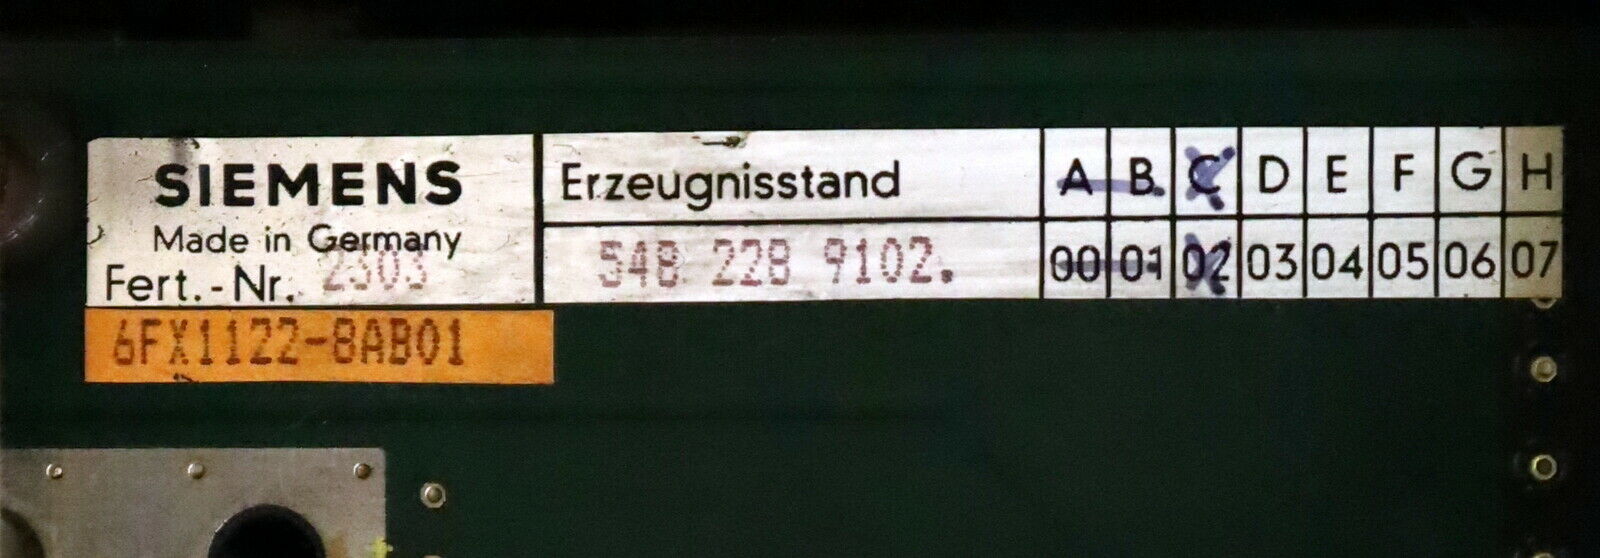 SIEMENS
Made in Germany
Fert.-Nr. 2303
6FX1122-8AB01
Erzeugnisstand A B C D E F G H
548 228 9102. 00 01 02 03 04 05 06 07